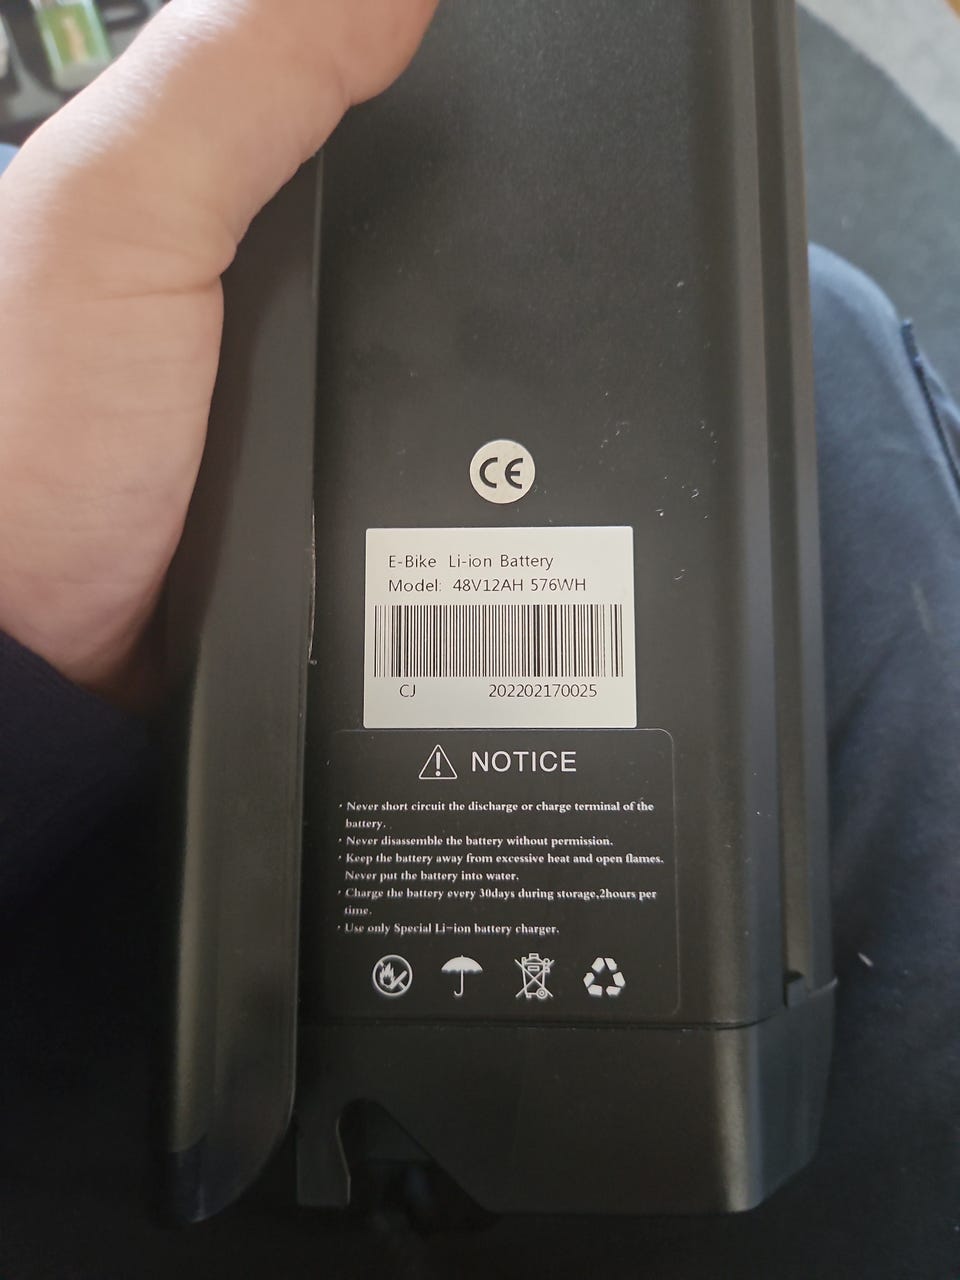 CE
E-Bike Li-ion Battery
Model: 48V12AH 576WH
CJ 202202170025
NOTICE
· Never short circuit the discharge or charge terminal of the
battery.
· Never disassemble the battery without permission.
· Keep the battery away from excessive heat and open flames.
Never put the battery into water.
· Charge the battery every 30days during storage,2hours per
time.
· Use only Special Li-ion battery charger.